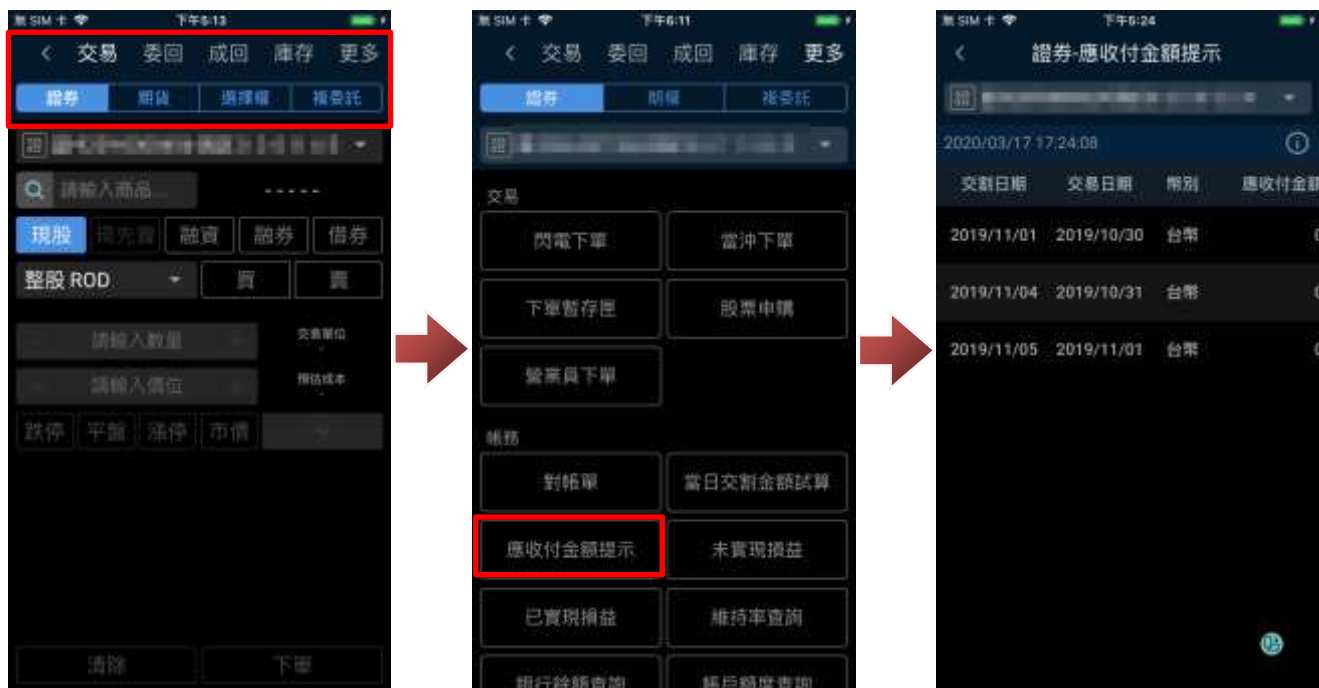 無 SIM 卡 下午6:13
交易 委回 成回 庫存 更多
證券 期貨 選擇權 複委託
證
請輸入商品... -----
現股 現先賣 融資 融券 借券
整股 ROD 買 賣
請輸入數量 交易單位
-
請輸入價位 預估成本
-
跌停 平盤 漲停 市價
清除 下單
無 SIM 卡 下午6:11
交易 委回 成回 庫存 更多
證券 期權 複委託
證
交易
閃電下單 當沖下單
下單暫存匣 股票申購
營業員下單
帳務
對帳單 當日交割金額試算
應收付金額提示 未實現損益
已實現損益 維持率查詢
銀行餘額查詢 帳戶額度查詢
無 SIM 卡 下午5:24
證券-應收付金額提示
證
2020/03/17 17:24:08
交割日期 交易日期 幣別 應收付金額
2019/11/01 2019/10/30 台幣 0
2019/11/04 2019/10/31 台幣 0
2019/11/05 2019/11/01 台幣 0